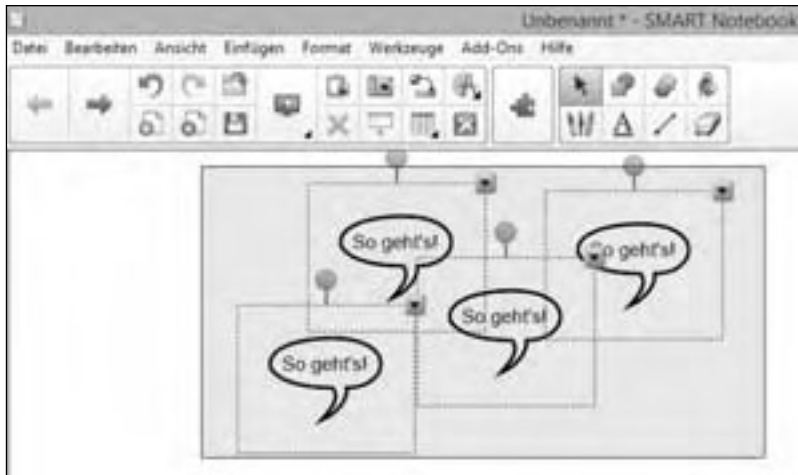 Unbenannt * - SMART Notebook
Datei Bearbeiten Ansicht Einfügen Format Werkzeuge Add-Ons Hilfe
So geht's!
So geht's!
So geht's!
So geht's!